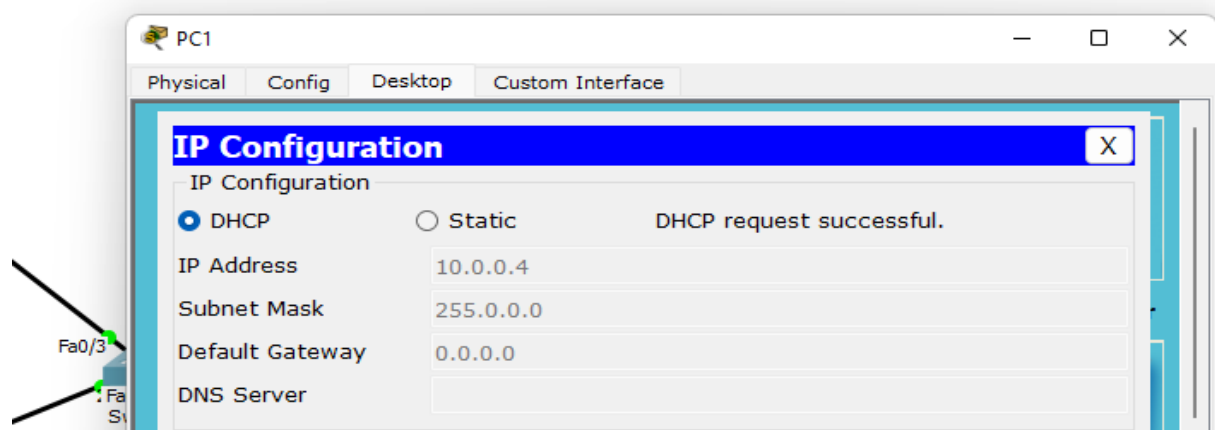 PC1
Physical Config Desktop Custom Interface
IP Configuration X
IP Configuration
DHCP Static DHCP request successful.
IP Address 10.0.0.4
Subnet Mask 255.0.0.0
Default Gateway 0.0.0.0
DNS Server
Fa0/3
Fa